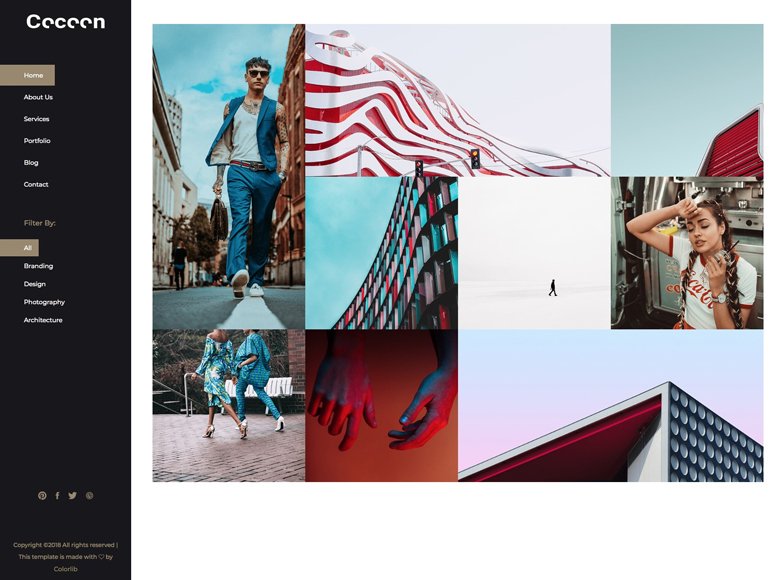 Cocoon
Home
About Us
Services
Portfolio
Blog
Contact
Filter By:
All
Branding
Design
Photography
Architecture
Copyright ©2018 All rights reserved |
This template is made with ♡ by
Colorlib